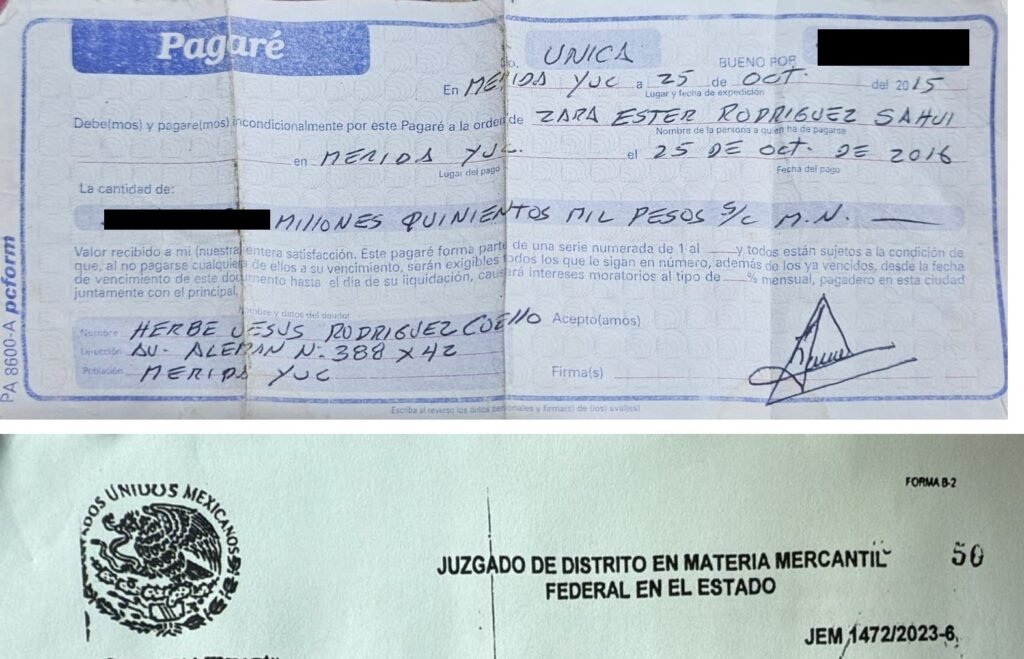 Pagaré
No. UNICA BUENO POR
En MERIDA YUC a 25 de OCT. del 2015
Lugar y fecha de expedición
Debe(mos) y pagare(mos) incondicionalmente por este Pagaré a la orden de ZARA ESTER RODRIGUEZ SAHUI
Nombre de la persona a quien ha de pagarse
en MERIDA YUC. el 25 DE OCT. DE 2016
Lugar del pago Fecha del pago
La cantidad de:
MILLONES QUINIENTOS MIL PESOS S/C M.N.
Valor recibido a mi (nuestra) entera satisfacción. Este pagaré forma parte de una serie numerada de 1 al y todos están sujetos a la condición de
que, al no pagarse cualquiera de ellos a su vencimiento, serán exigibles todos los que le sigan en número, además de los ya vencidos, desde la fecha
de vencimiento de este documento hasta el dia de su liquidación, causará intereses moratorios al tipo de % mensual, pagadero en esta ciudad
juntamente con el principal.
Nombre y datos del deudor
Nombre HERBE JESUS RODRIGUEZ COELLO Acepto(amos)
Dirección AV. ALEMAN N. 388 X 42
Población MERIDA YUC Firma(s)
Escriba al reverso los datos personales y firma(s) de (los) aval(es)
PA 8600-A pcform
ESTADOS UNIDOS MEXICANOS
FORMA B-2
JUZGADO DE DISTRITO EN MATERIA MERCANTIL 50
FEDERAL EN EL ESTADO
JEM 1472/2023-6